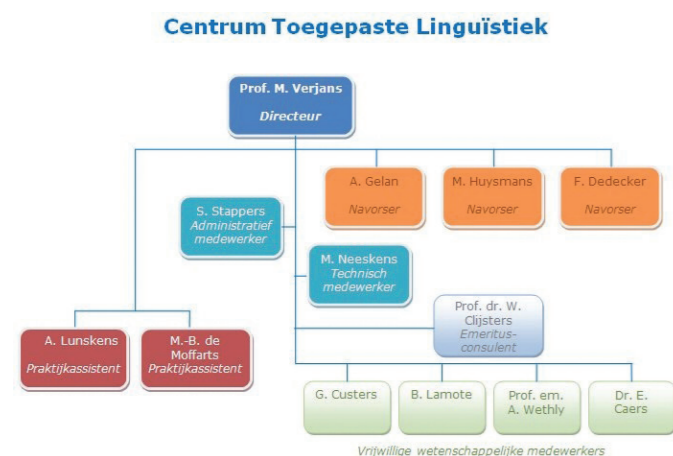 Centrum Toegepaste Linguïstiek
Prof. M. Verjans
Directeur
A. Gelan
Navorser
M. Huysmans
Navorser
F. Dedecker
Navorser
S. Stappers
Administratief
medewerker
M. Neeskens
Technisch
medewerker
Prof. dr. W.
Clijsters
Emeritus-
consulent
A. Lunskens
Praktijkassistent
M.-B. de
Moffarts
Praktijkassistent
G. Custers
B. Lamote
Prof. em.
A. Wethly
Dr. E.
Caers
Vrijwillige wetenschappelijke medewerkers